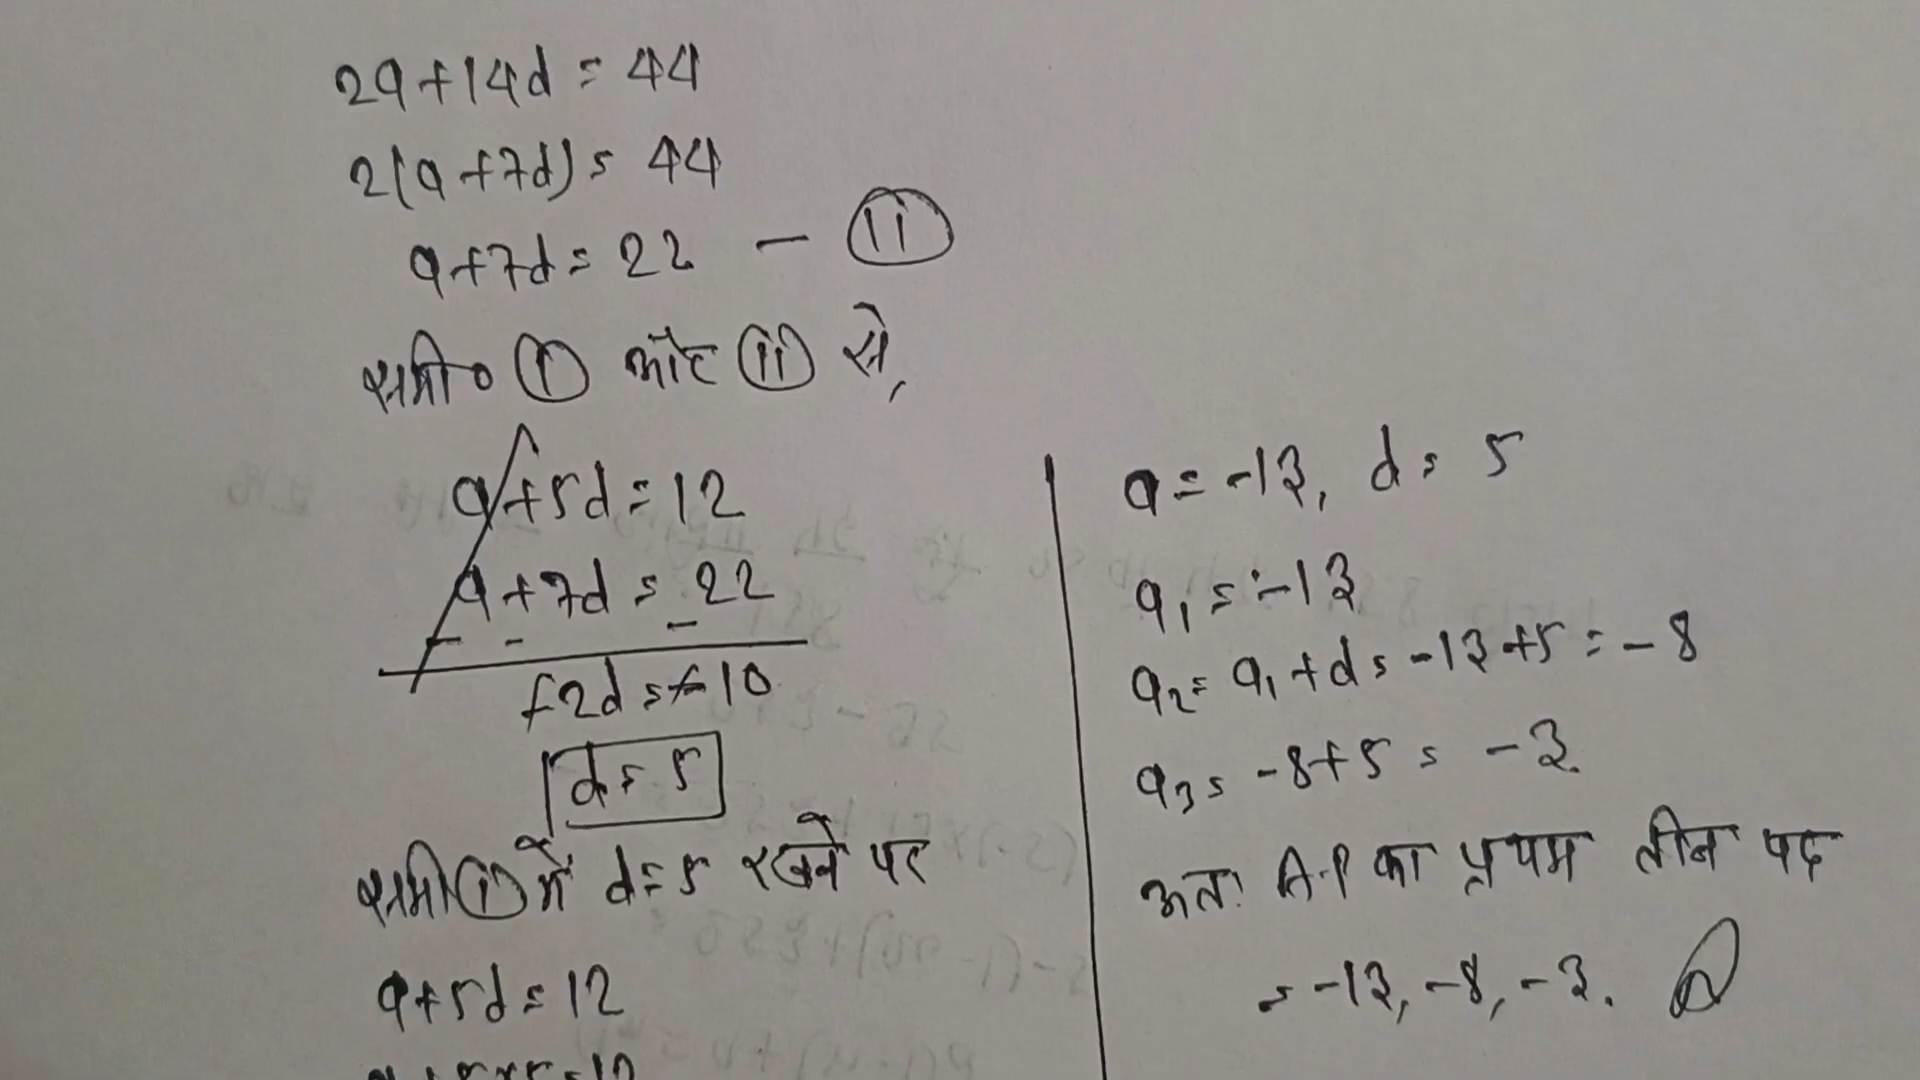 2a+14d = 44
2(a+7d) = 44
a+7d = 22 - (ii)
समी० (i) और (ii) से,
a+5d = 12
a+7d = 22
- - -
-2d = -10
d = 5
समी (i) में d = 5 रखने पर
a+5d = 12
a = -13, d = 5
a₁ = -13
a₂ = a₁+d = -13+5 = -8
a₃ = -8+5 = -3.
अतः A.P का प्रथम तीन पद
= -13, -8, -3.